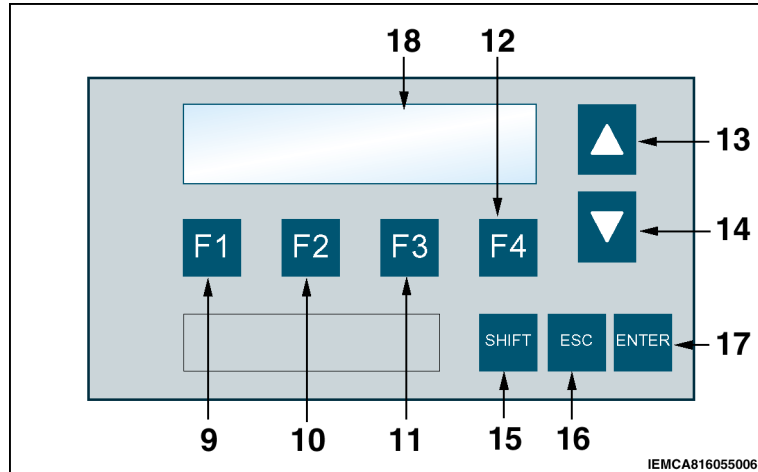 18 12
13
F1 F2 F3 F4 14
SHIFT ESC ENTER 17
9 10 11 15 16
IEMCA816055006